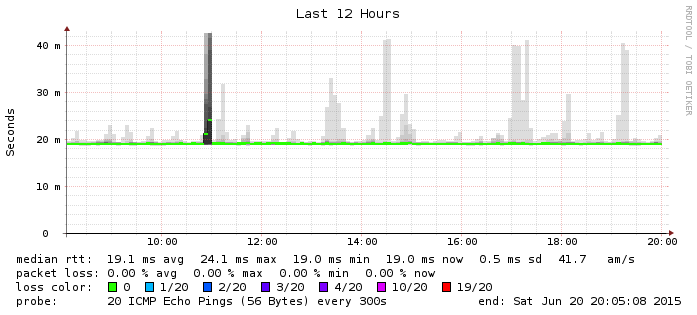 Last 12 Hours
RRDTOOL / TOBI OETIKER
Seconds
40 m
30 m
20 m
10 m
0
10:00 12:00 14:00 16:00 18:00 20:00
median rtt: 19.1 ms avg 24.1 ms max 19.0 ms min 19.0 ms now 0.5 ms sd 41.7 am/s
packet loss: 0.00 % avg 0.00 % max 0.00 % min 0.00 % now
loss color: 0 1/20 2/20 3/20 4/20 10/20 19/20
probe: 20 ICMP Echo Pings (56 Bytes) every 300s end: Sat Jun 20 20:05:08 2015